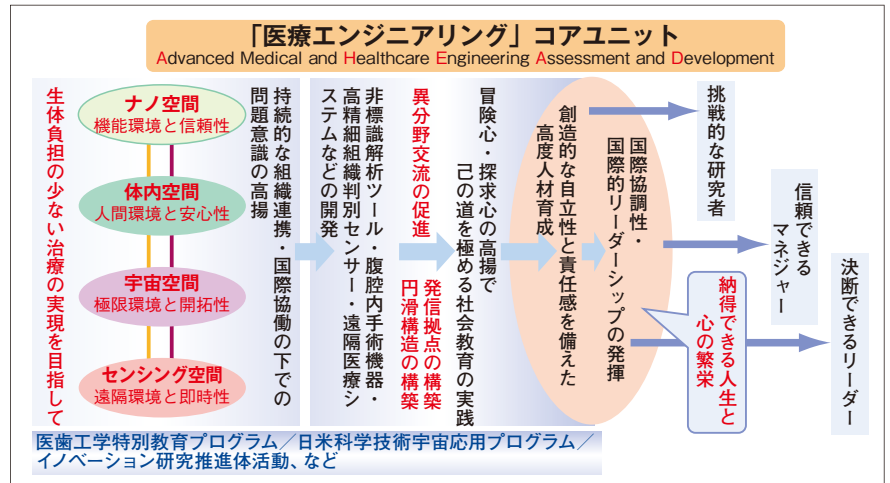 「医療エンジニアリング」コアユニット
Advanced Medical and Healthcare Engineering Assessment and Development
生体負担の少ない治療の実現を目指して
ナノ空間
機能環境と信頼性
体内空間
人間環境と安心性
宇宙空間
極限環境と開拓性
センシング空間
遠隔環境と即時性
持続的な組織連携・国際協働の下での
問題意識の高揚
非標識解析ツール・腹腔内手術機器・
高精細組織判別センサー・遠隔医療シ
ステムなどの開発
異分野交流の促進
発信拠点の構築
円滑構造の構築
冒険心・探求心の高揚で
己の道を極める社会教育の実践
創造的な自立性と責任感を備えた
高度人材育成
国際協調性・
国際的リーダーシップの発揮
挑戦的な研究者
信頼できる
マネジャー
納得できる人生と
心の繁栄
決断できるリーダー
医歯工学特別教育プログラム／日米科学技術宇宙応用プログラム／
イノベーション研究推進体活動、など